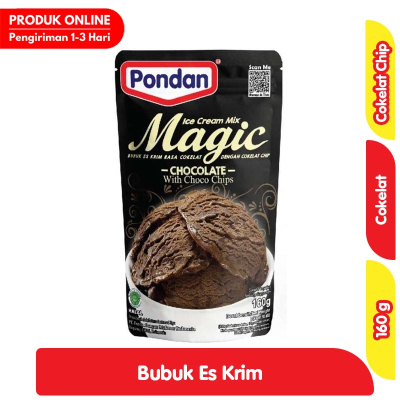 PRODUK ONLINE
Pengiriman 1-3 Hari
Scan Me
Pondan
Ice Cream Mix
Magic
BUBUK ES KRIM RASA COKELAT DENGAN COKELAT CHIP
CHOCOLATE
With Choco Chips
160g
Cokelat Chip
Cokelat
160 g
Bubuk Es Krim